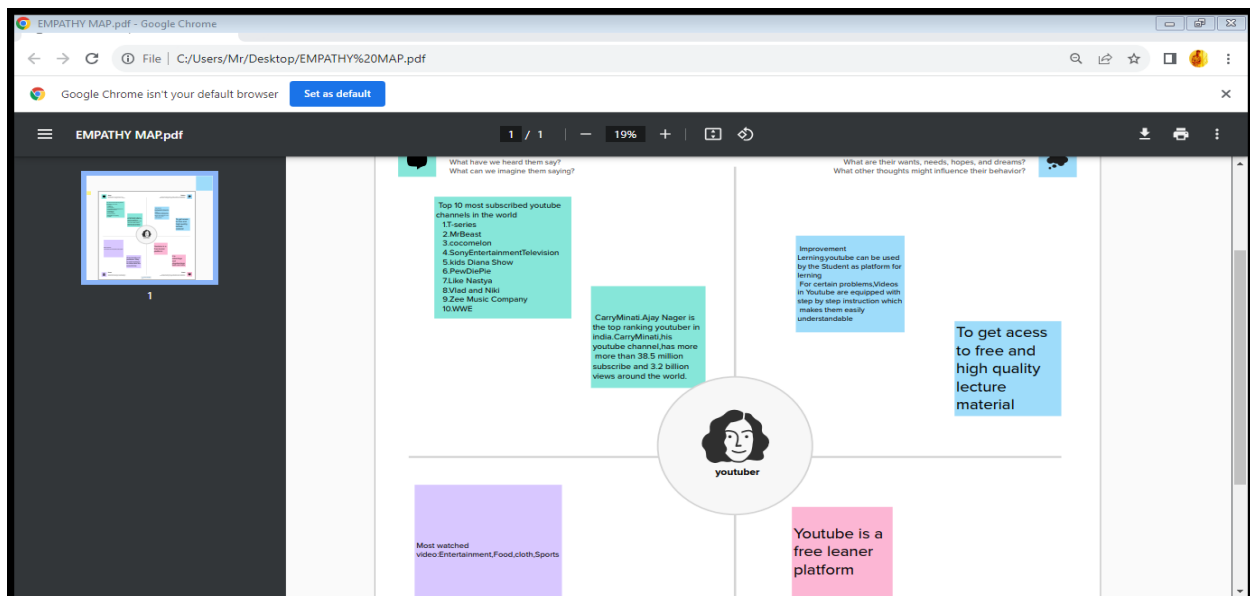 EMPATHY MAP.pdf - Google Chrome
File | C:/Users/Mr/Desktop/EMPATHY%20MAP.pdf
Google Chrome isn't your default browser
Set as default
EMPATHY MAP.pdf
1 / 1
19%
1
What have we heard them say?
What can we imagine them saying?
What are their wants, needs, hopes, and dreams?
What other thoughts might influence their behavior?
Top 10 most subscribed youtube
channels in the world
1.T-series
2.MrBeast
3.cocomelon
4.SonyEntertainmentTelevision
5.kids Diana Show
6.PewDiePie
7.Like Nastya
8.Vlad and Niki
9.Zee Music Company
10.WWE
CarryMinati.Ajay Nager is
the top ranking youtuber in
india.CarryMinati,his
youtube channel,has more
more than 38.5 million
subscribe and 3.2 billion
views around the world.
Improvement
Lerning.youtube can be used
by the Student as platform for
lerning
For certain problems,Videos
in Youtube are equipped with
step by step instruction which
makes them easily
understandable
To get acess
to free and
high quality
lecture
material
youtuber
Most watched
video:Entertainment,Food,cloth,Sports
Youtube is a
free leaner
platform